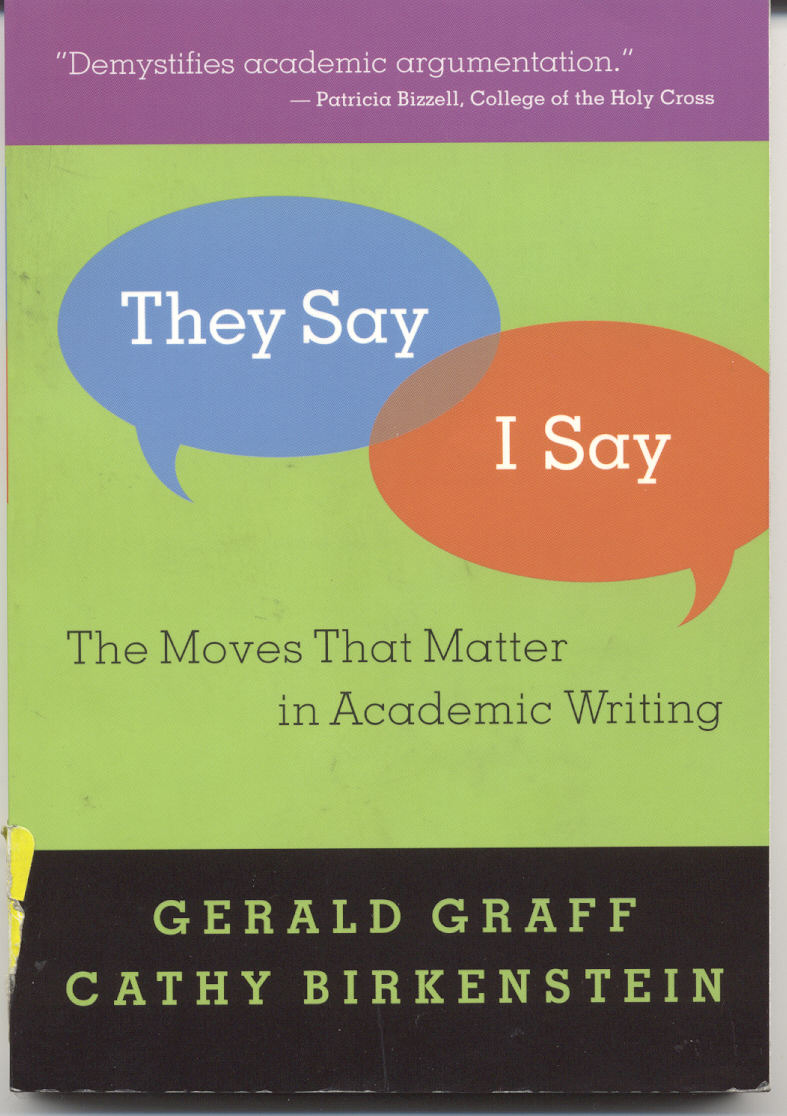 "Demystifies academic argumentation."
— Patricia Bizzell, College of the Holy Cross
They Say
I Say
The Moves That Matter
in Academic Writing
GERALD GRAFF
CATHY BIRKENSTEIN